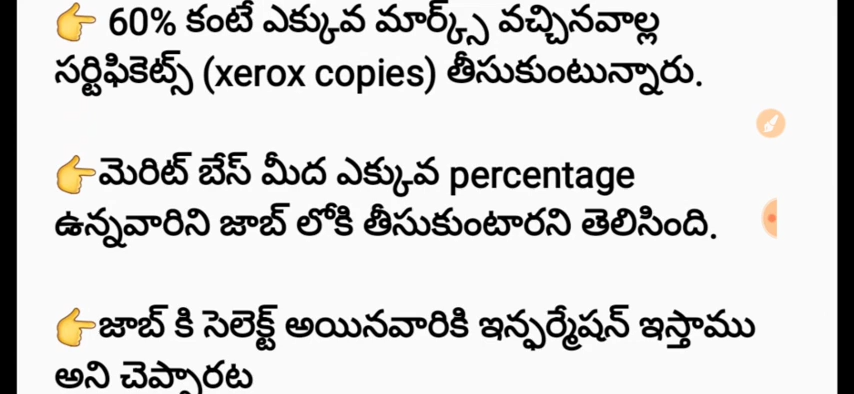 👉 60% కంటే ఎక్కువ మార్క్స్ వచ్చినవాల్ల
సర్టిఫికెట్స్ (xerox copies) తీసుకుంటున్నారు.
👉మెరిట్ బేస్ మీద ఎక్కువ percentage
ఉన్నవారిని జాబ్ లోకి తీసుకుంటారని తెలిసింది.
👉జాబ్ కి సెలెక్ట్ అయినవారికి ఇన్ఫర్మేషన్ ఇస్తాము
అని చెప్పారట